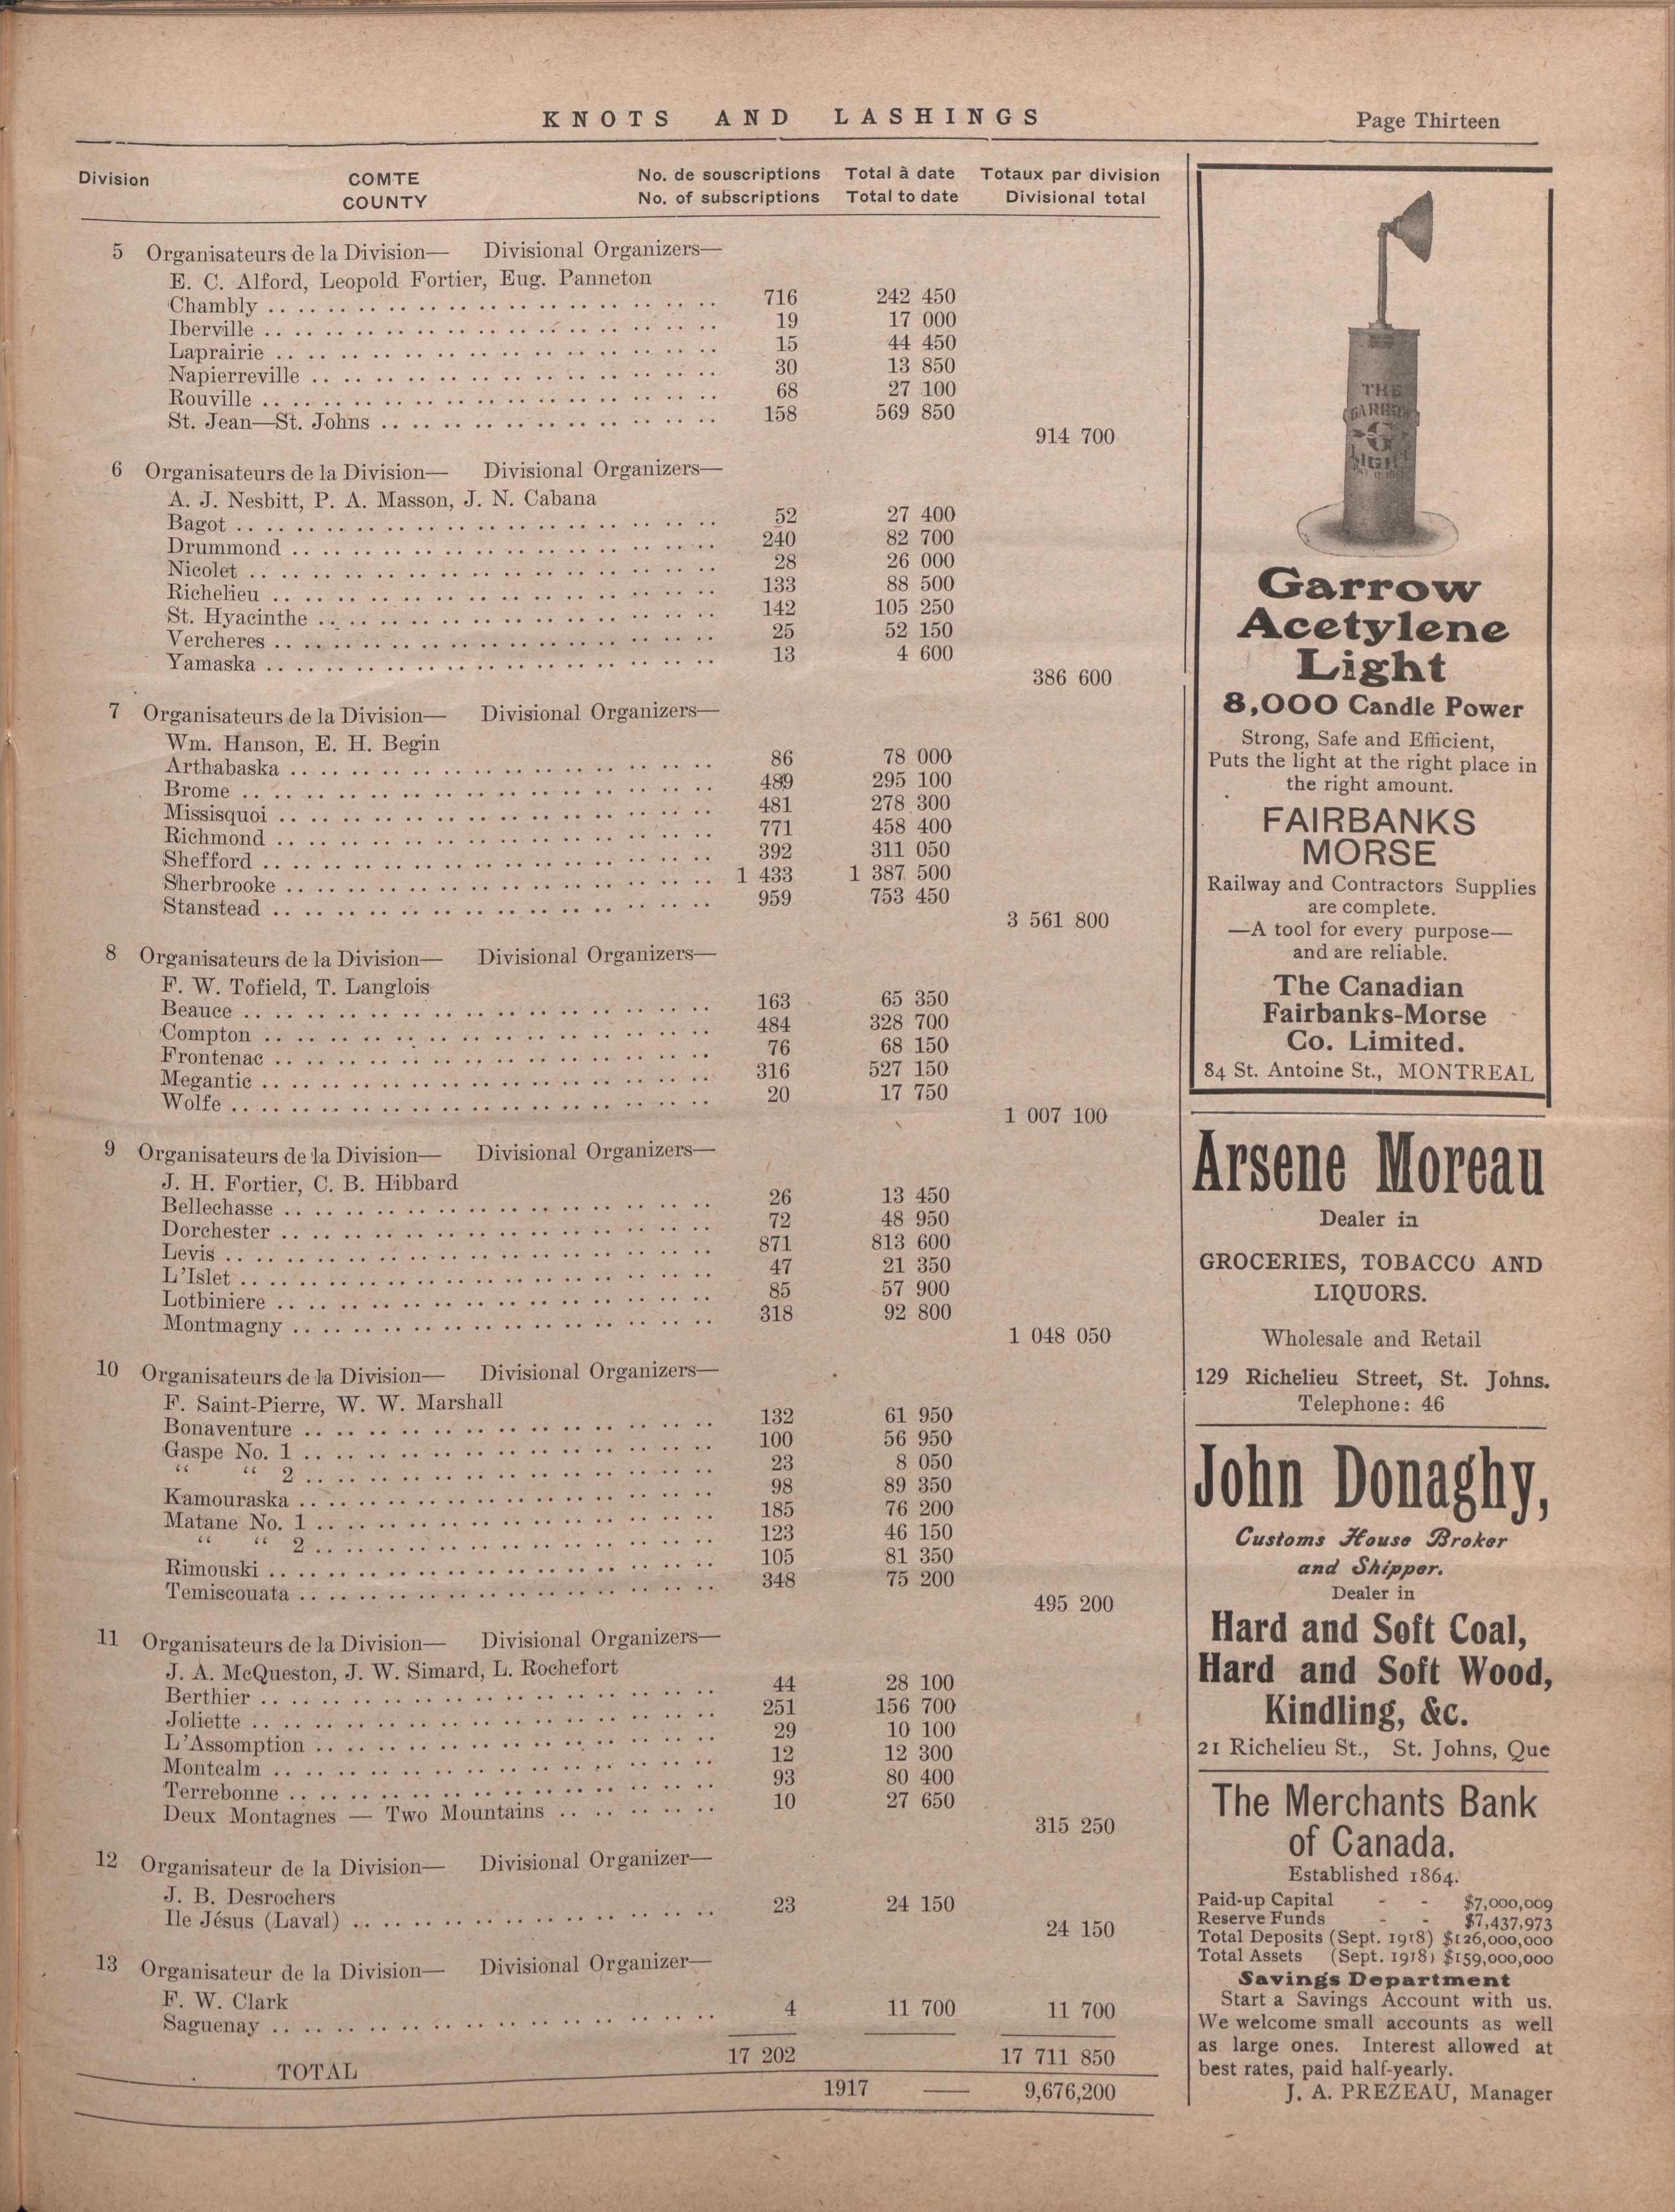 KNOTS AND LASHINGS Page Thirteen
Division COMTE No. de souscriptions Total à date Totaux par division
COUNTY No. of subscriptions Total to date Divisional total
5 Organisateurs de la Division— Divisional Organizers—
E. C. Alford, Leopold Fortier, Eug. Panneton
Chambly 716 242 450
Iberville 19 17 000
Laprairie 15 44 450
Napierreville 30 13 850
Rouville 68 27 100
St. Jean—St. Johns 158 569 850
914 700
6 Organisateurs de la Division— Divisional Organizers—
A. J. Nesbitt, P. A. Masson, J. N. Cabana
Bagot 52 27 400
Drummond 240 82 700
Nicolet 28 26 000
Richelieu 133 88 500
St. Hyacinthe 142 105 250
Vercheres 25 52 150
Yamaska 13 4 600
386 600
7 Organisateurs de la Division— Divisional Organizers—
Wm. Hanson, E. H. Begin
Arthabaska 86 78 000
Brome 489 295 100
Missisquoi 481 278 300
Richmond 771 458 400
Shefford 392 311 050
Sherbrooke 1 433 1 387 500
Stanstead 959 753 450
3 561 800
8 Organisateurs de la Division— Divisional Organizers—
F. W. Tofield, T. Langlois
Beauce 163 65 350
Compton 484 328 700
Frontenac 76 68 150
Megantic 316 527 150
Wolfe 20 17 750
1 007 100
9 Organisateurs de la Division— Divisional Organizers—
J. H. Fortier, C. B. Hibbard
Bellechasse 26 13 450
Dorchester 72 48 950
Levis 871 813 600
L'Islet 47 21 350
Lotbiniere 85 57 900
Montmagny 318 92 800
1 048 050
10 Organisateurs de la Division— Divisional Organizers—
F. Saint-Pierre, W. W. Marshall
Bonaventure 132 61 950
Gaspe No. 1 100 56 950
“ “ 2 23 8 050
Kamouraska 98 89 350
Matane No. 1 185 76 200
“ “ 2 123 46 150
Rimouski 105 81 350
Temiscouata 348 75 200
495 200
11 Organisateurs de la Division— Divisional Organizers—
J. A. McQueston, J. W. Simard, L. Rochefort
Berthier 44 28 100
Joliette 251 156 700
L'Assomption 29 10 100
Montcalm 12 12 300
Terrebonne 93 80 400
Deux Montagnes — Two Mountains 10 27 650
315 250
12 Organisateur de la Division— Divisional Organizer—
J. B. Desrochers
Ile Jésus (Laval) 23 24 150
24 150
13 Organisateur de la Division— Divisional Organizer—
F. W. Clark
Saguenay 4 11 700 11 700
TOTAL 17 202 17 711 850
1917 — 9,676,200
THE
GARROW
G
LIGHT
Garrow
Acetylene
Light
8,000 Candle Power
Strong, Safe and Efficient,
Puts the light at the right place in
the right amount.
FAIRBANKS
MORSE
Railway and Contractors Supplies
are complete.
—A tool for every purpose—
and are reliable.
The Canadian
Fairbanks-Morse
Co. Limited.
84 St. Antoine St., MONTREAL
Arsene Moreau
Dealer in
GROCERIES, TOBACCO AND
LIQUORS.
Wholesale and Retail
129 Richelieu Street, St. Johns.
Telephone: 46
John Donaghy,
Customs House Broker
and Shipper.
Dealer in
Hard and Soft Coal,
Hard and Soft Wood,
Kindling, &c.
21 Richelieu St., St. Johns, Que
The Merchants Bank
of Canada.
Established 1864.
Paid-up Capital - - $7,000,009
Reserve Funds - - $7,437,973
Total Deposits (Sept. 1918) $126,000,000
Total Assets (Sept. 1918) $159,000,000
Savings Department
Start a Savings Account with us.
We welcome small accounts as well
as large ones. Interest allowed at
best rates, paid half-yearly.
J. A. PREZEAU, Manager